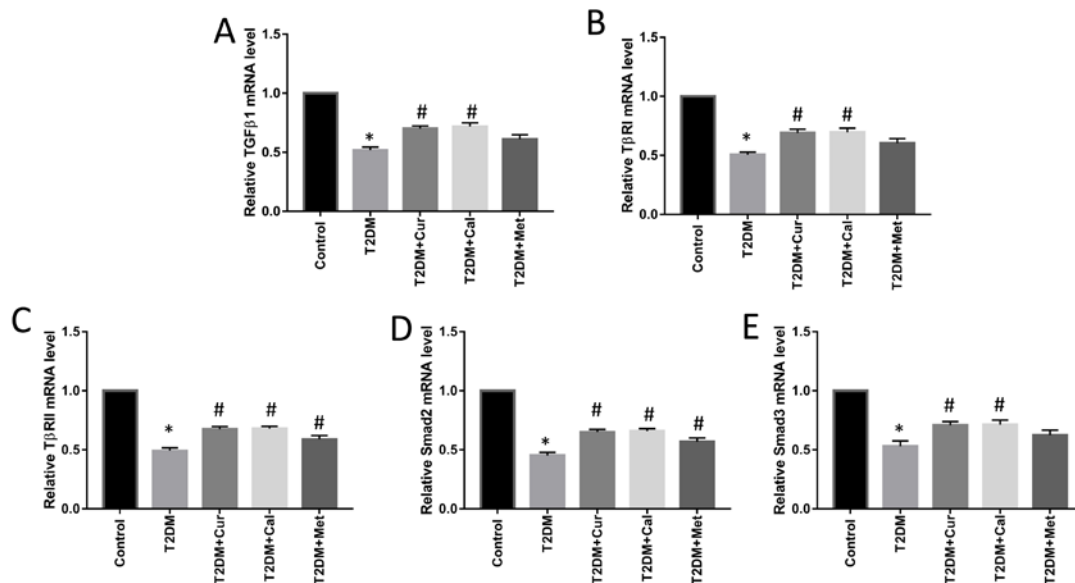 A
Relative TGFβ1 mRNA level
1.5
1.0
0.5
0.0
*
#
#
Control
T2DM
T2DM+Cur
T2DM+Cal
T2DM+Met
B
Relative TβRI mRNA level
1.5
1.0
0.5
0.0
*
#
#
Control
T2DM
T2DM+Cur
T2DM+Cal
T2DM+Met
C
Relative TβRII mRNA level
1.5
1.0
0.5
0.0
*
#
#
#
Control
T2DM
T2DM+Cur
T2DM+Cal
T2DM+Met
D
Relative Smad2 mRNA level
1.5
1.0
0.5
0.0
*
#
#
#
Control
T2DM
T2DM+Cur
T2DM+Cal
T2DM+Met
E
Relative Smad3 mRNA level
1.5
1.0
0.5
0.0
*
#
#
Control
T2DM
T2DM+Cur
T2DM+Cal
T2DM+Met